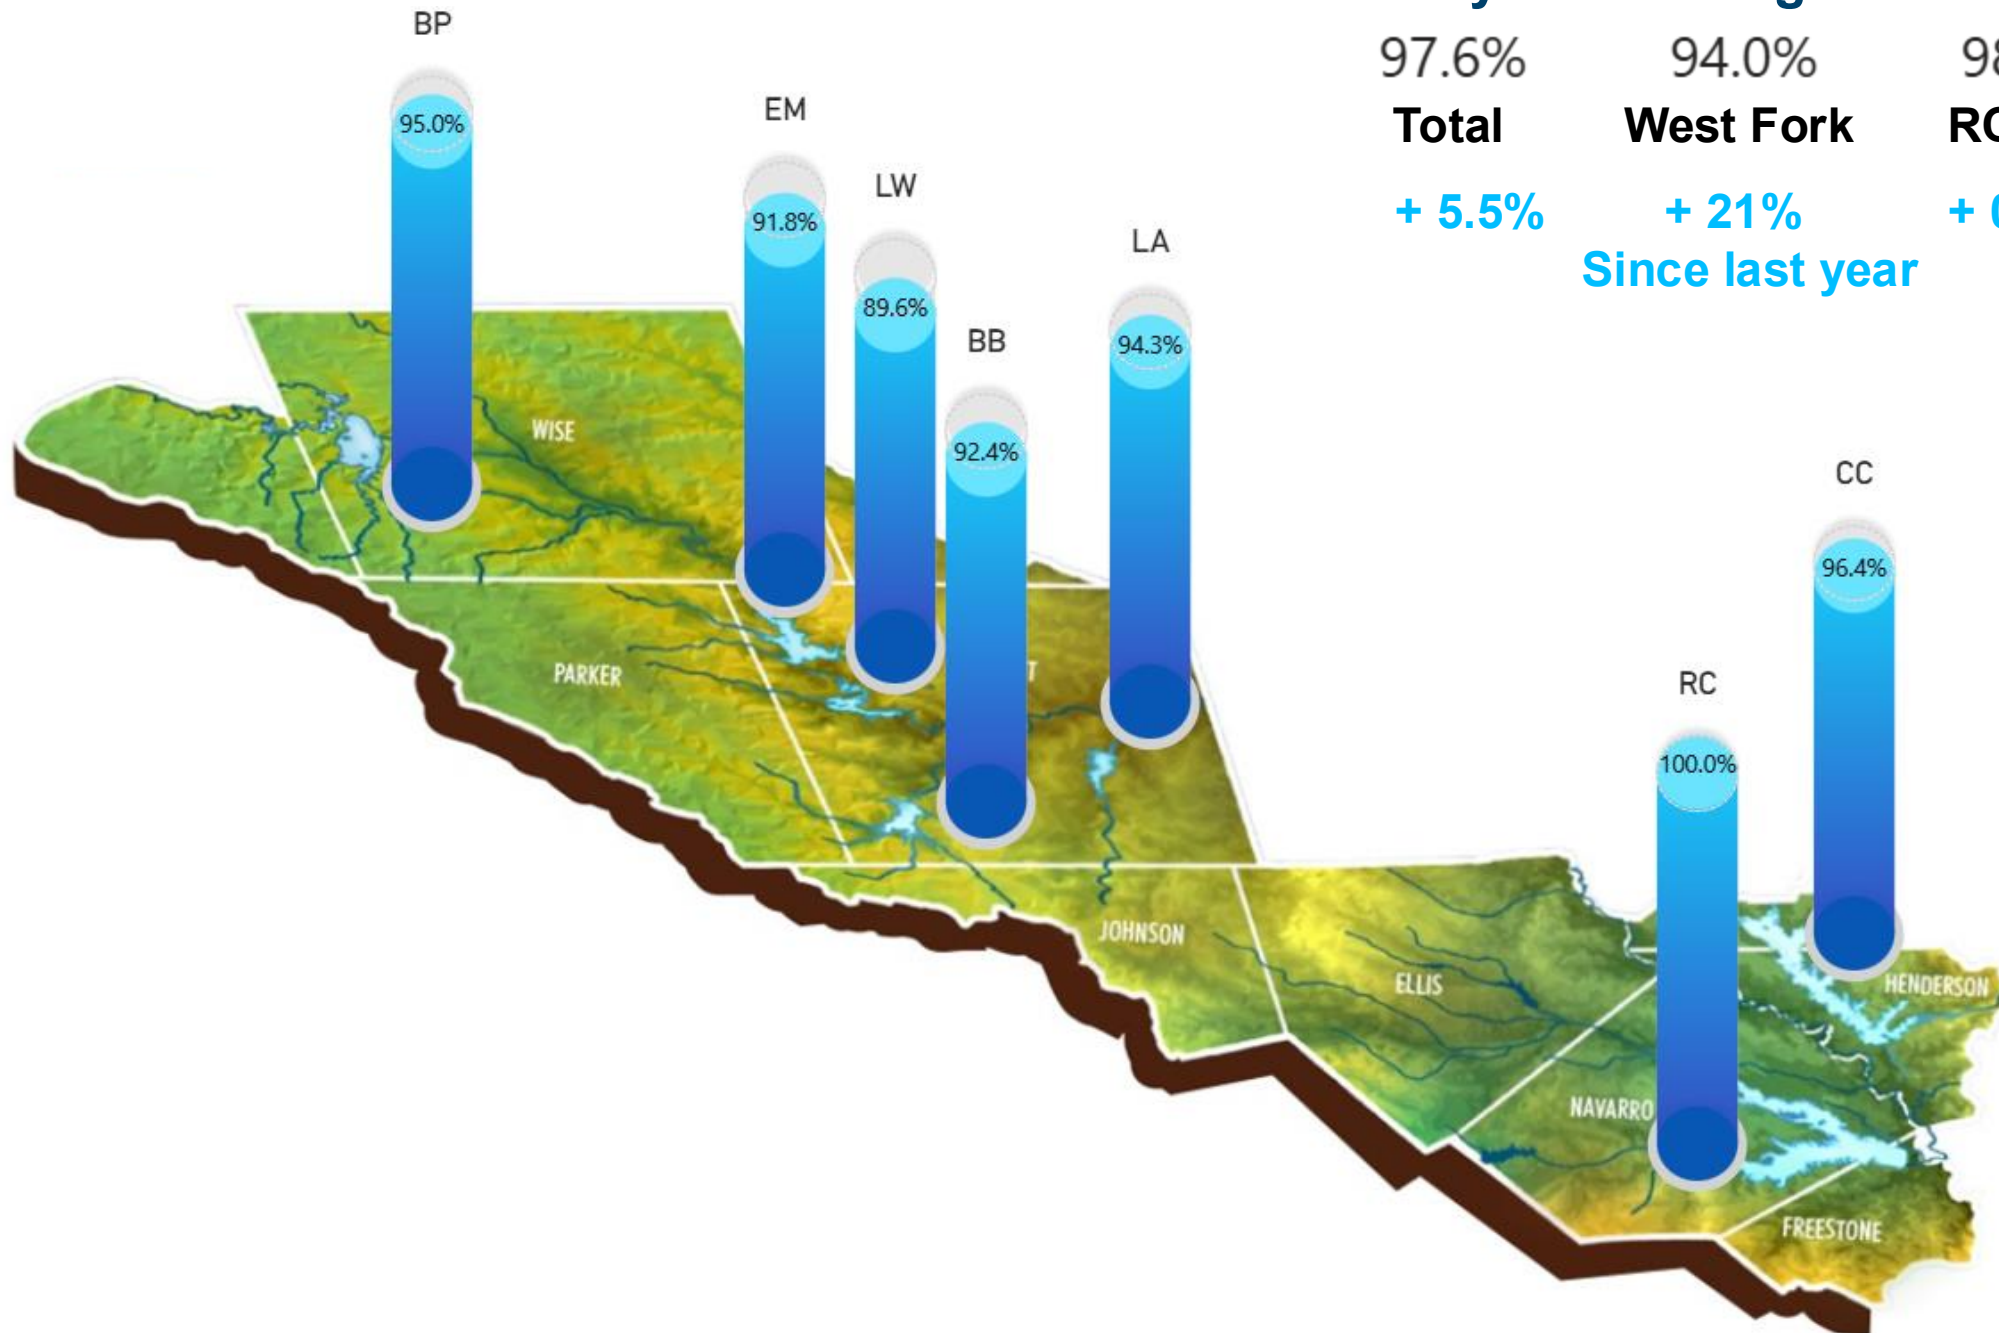 97.6% 94.0%
Total West Fork
+ 5.5% + 21%
Since last year
BP
95.0%
EM
91.8%
LW
89.6%
BB
92.4%
LA
94.3%
CC
96.4%
RC
100.0%
WISE
PARKER
JOHNSON
ELLIS
HENDERSON
NAVARRO
FREESTONE